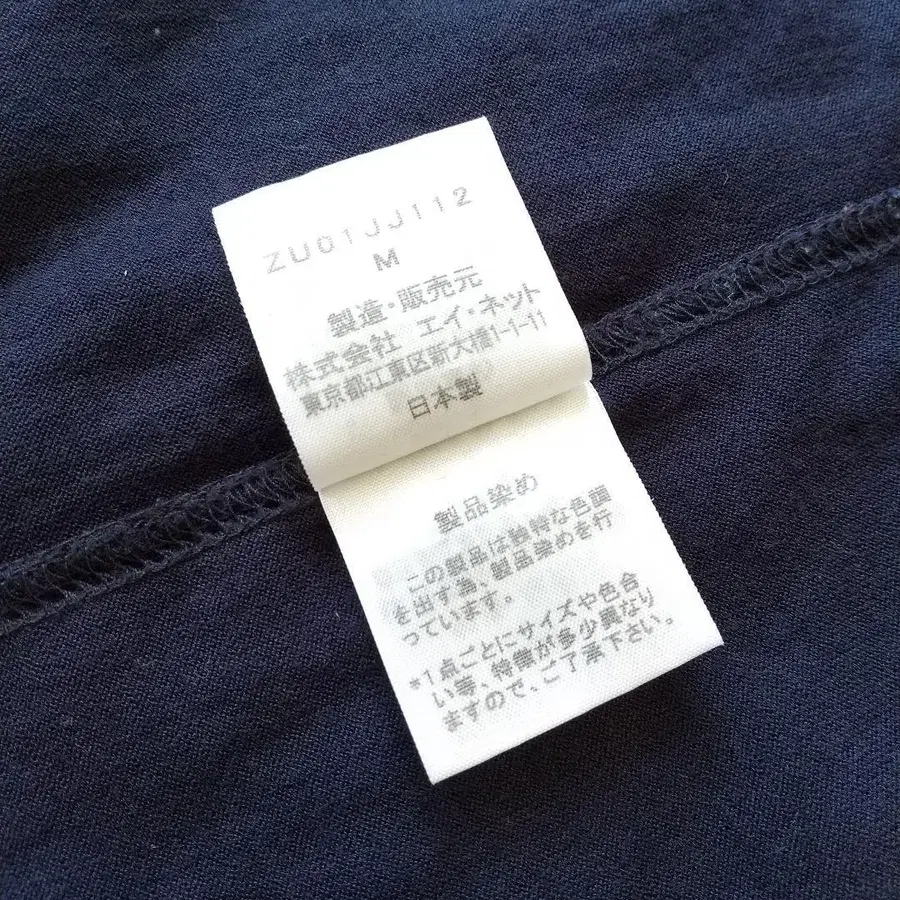 ZU01JJ112
M
製造・販売元
株式会社 エイ・ネット
東京都江東区新大橋1-1-11
日本製
製品染め
この製品は独特な色調
を出す為、製品染めを行
っています。
*1点ごとにサイズや色合
い等、特徴が多少異なり
ますので、ご了承下さい。